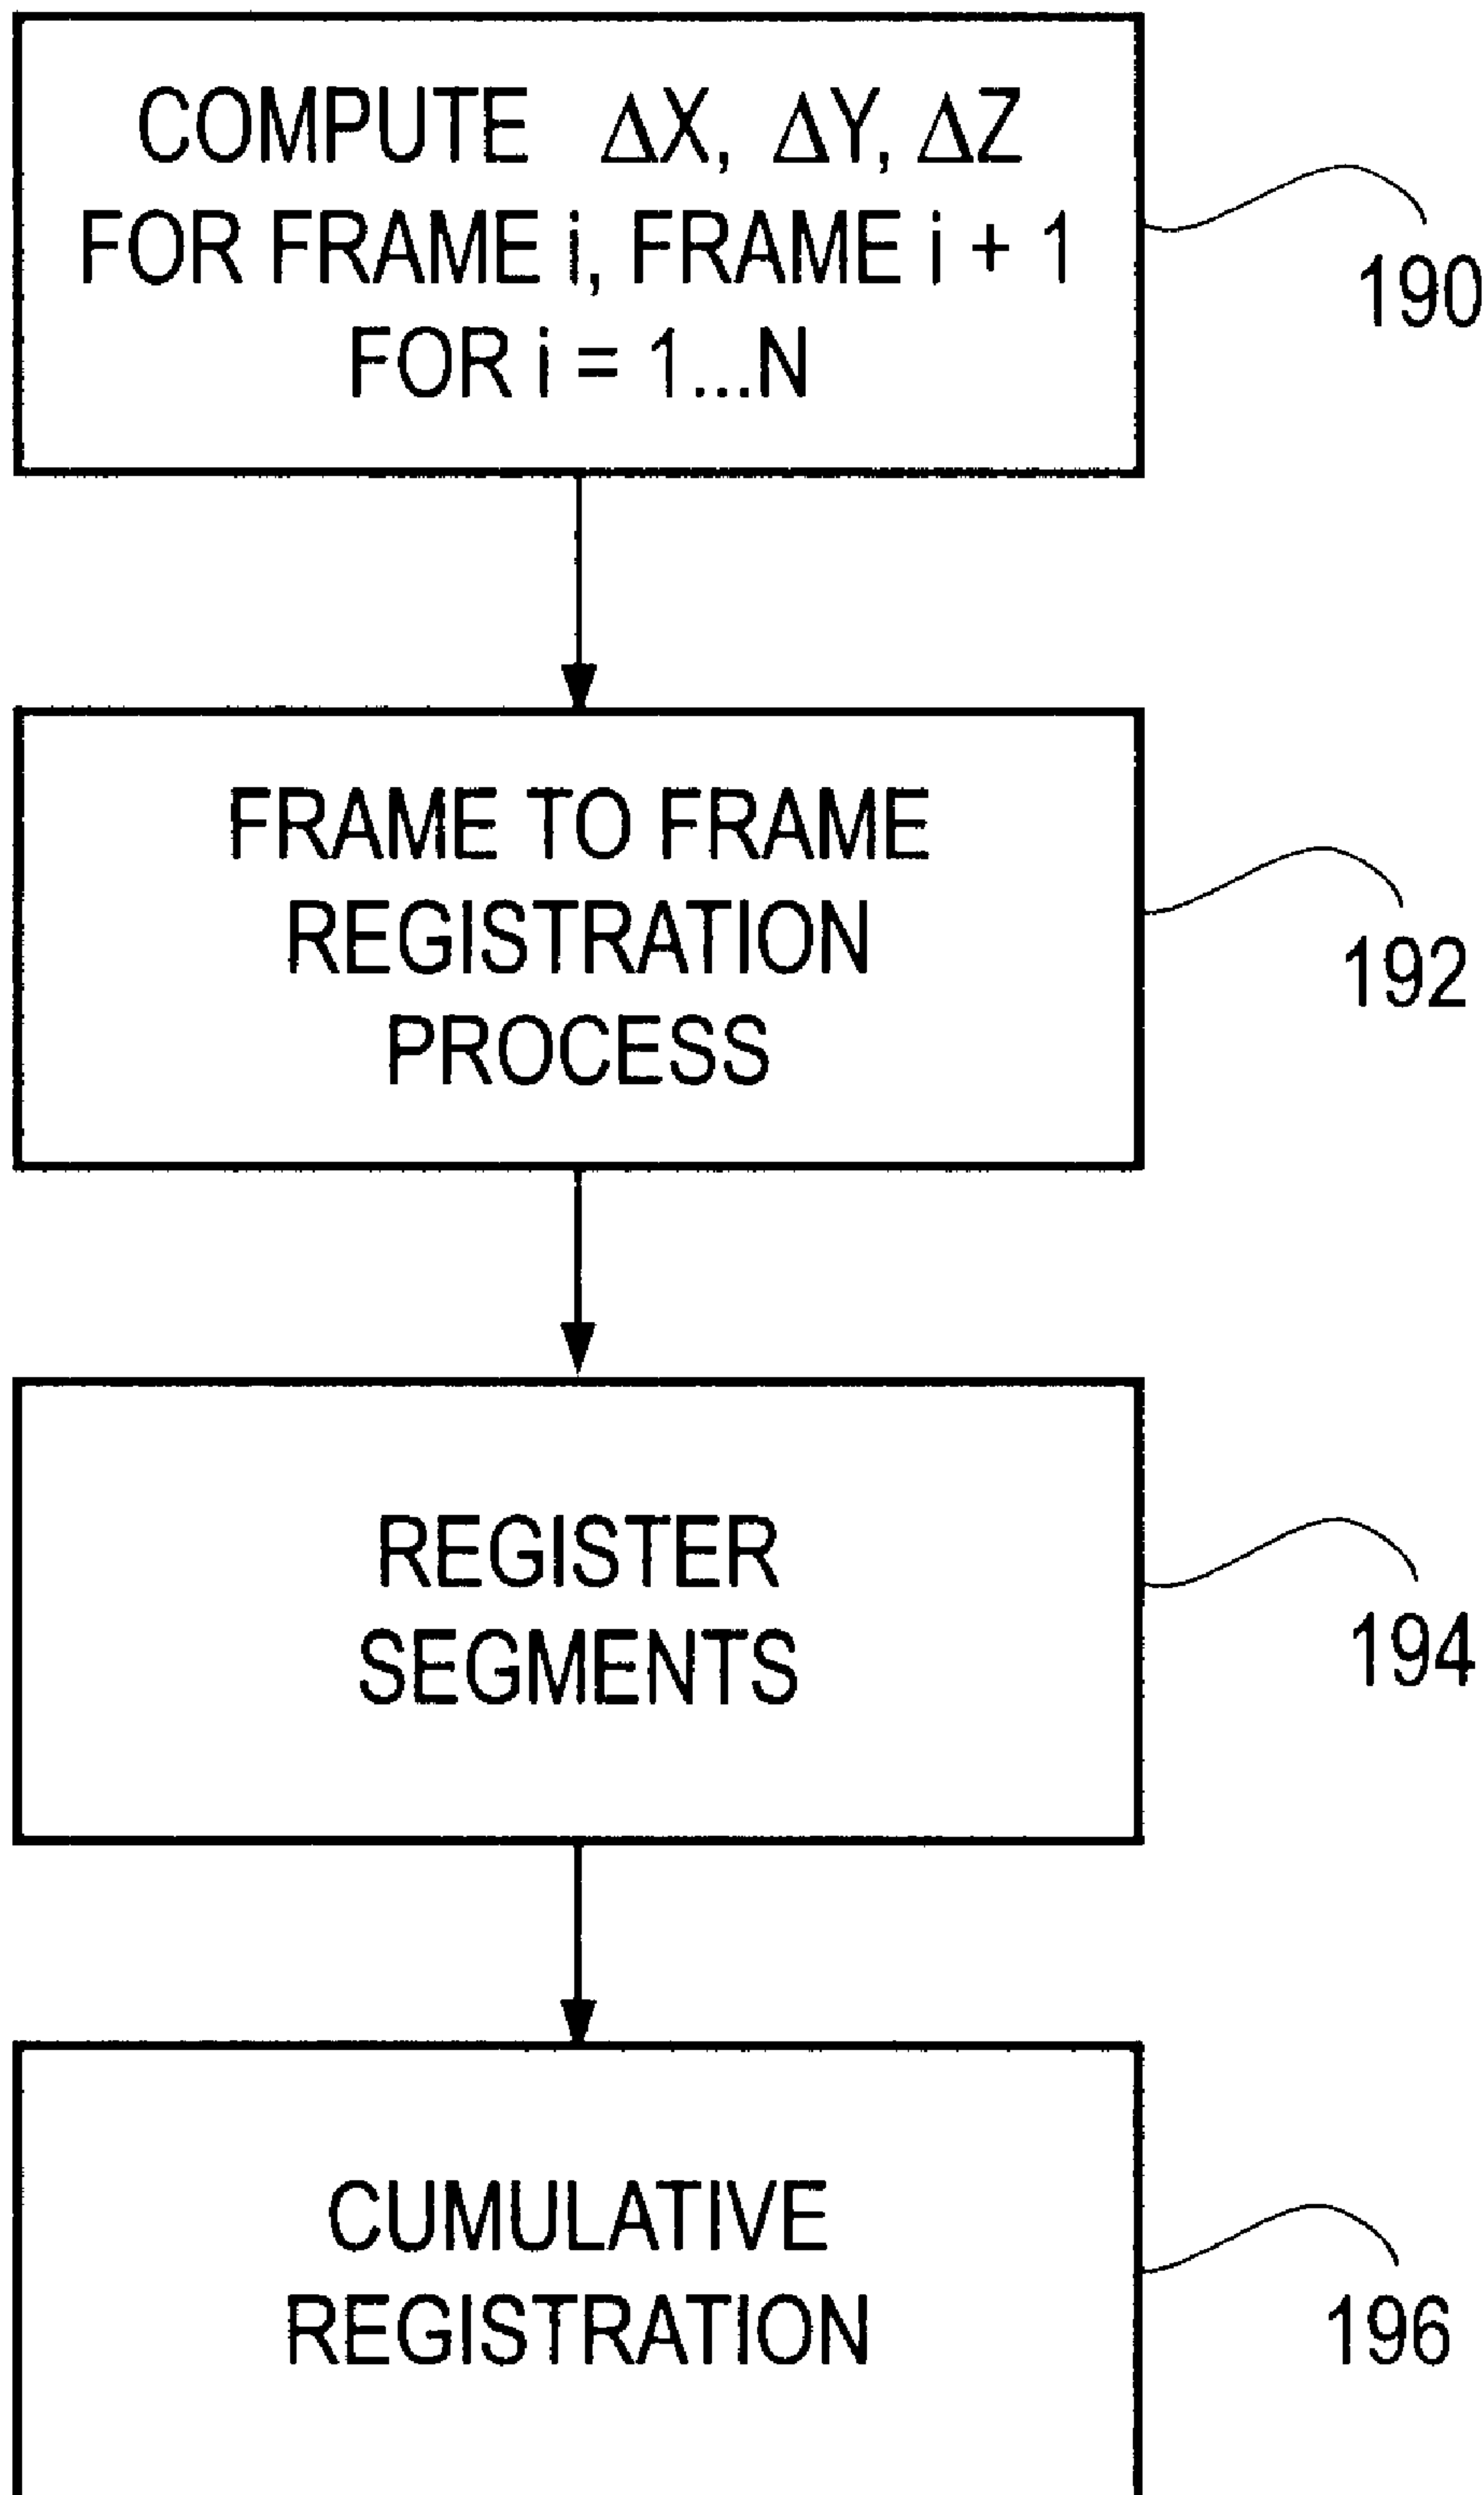 COMPUTE ΔX, ΔY, ΔZ
FOR FRAME i, FRAME i + 1
FOR i = 1...N
190
FRAME TO FRAME
REGISTRATION
PROCESS
192
REGISTER
SEGMENTS
194
CUMULATIVE
REGISTRATION
196